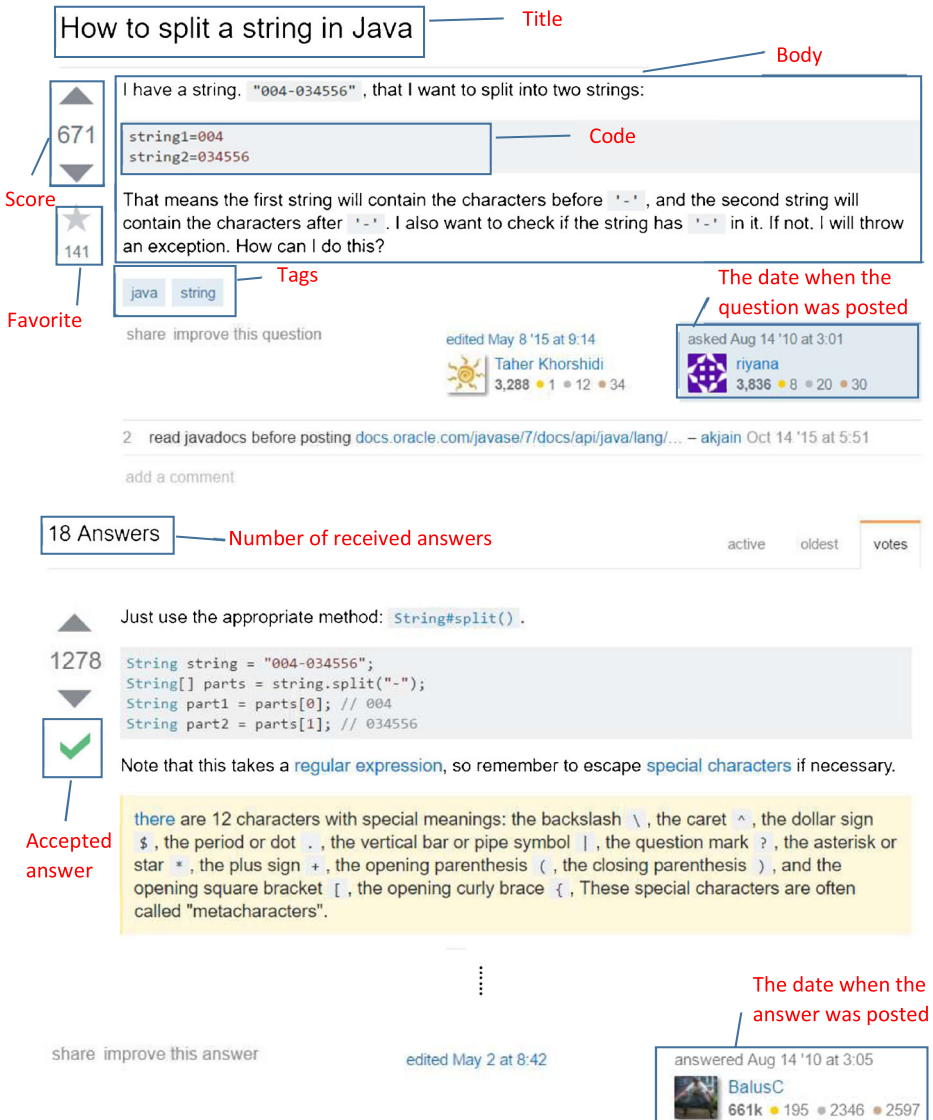 How to split a string in Java
Title
Body
I have a string. "004-034556", that I want to split into two strings:
671
string1=004
string2=034556
Code
Score
That means the first string will contain the characters before '-', and the second string will
contain the characters after '-'. I also want to check if the string has '-' in it. If not. I will throw
an exception. How can I do this?
141
Favorite
java string
Tags
The date when the
question was posted
share improve this question
edited May 8 '15 at 9:14
Taher Khorshidi
3,288 1 12 34
asked Aug 14 '10 at 3:01
riyana
3,836 8 20 30
2 read javadocs before posting docs.oracle.com/javase/7/docs/api/java/lang/... – akjain Oct 14 '15 at 5:51
add a comment
18 Answers
Number of received answers
active oldest votes
Just use the appropriate method: String#split().
1278
String string = "004-034556";
String[] parts = string.split("-");
String part1 = parts[0]; // 004
String part2 = parts[1]; // 034556
Note that this takes a regular expression, so remember to escape special characters if necessary.
Accepted
answer
there are 12 characters with special meanings: the backslash \, the caret ^, the dollar sign
$, the period or dot ., the vertical bar or pipe symbol |, the question mark ?, the asterisk or
star *, the plus sign +, the opening parenthesis (, the closing parenthesis ), and the
opening square bracket [, the opening curly brace {, These special characters are often
called "metacharacters".
The date when the
answer was posted
share improve this answer
edited May 2 at 8:42
answered Aug 14 '10 at 3:05
BalusC
661k 195 2346 2597